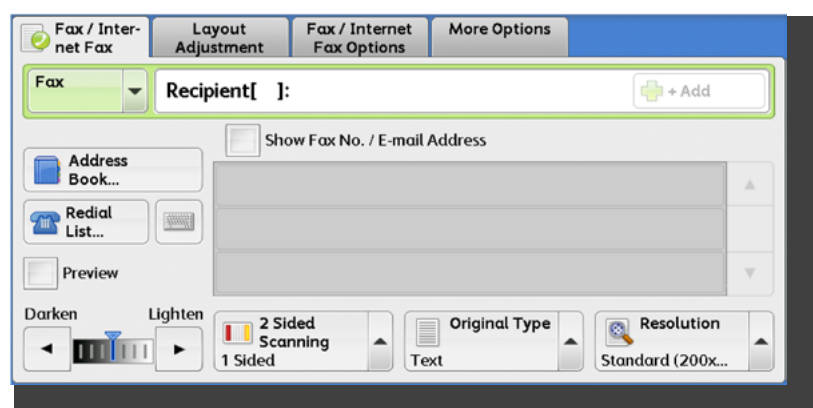 Fax / Inter-
net Fax
Layout
Adjustment
Fax / Internet
Fax Options
More Options
Fax
Recipient[   ]:
+ Add
Show Fax No. / E-mail Address
Address
Book...
Redial
List...
Preview
Darken
Lighten
2 Sided
Scanning
1 Sided
Original Type
Text
Resolution
Standard (200x...